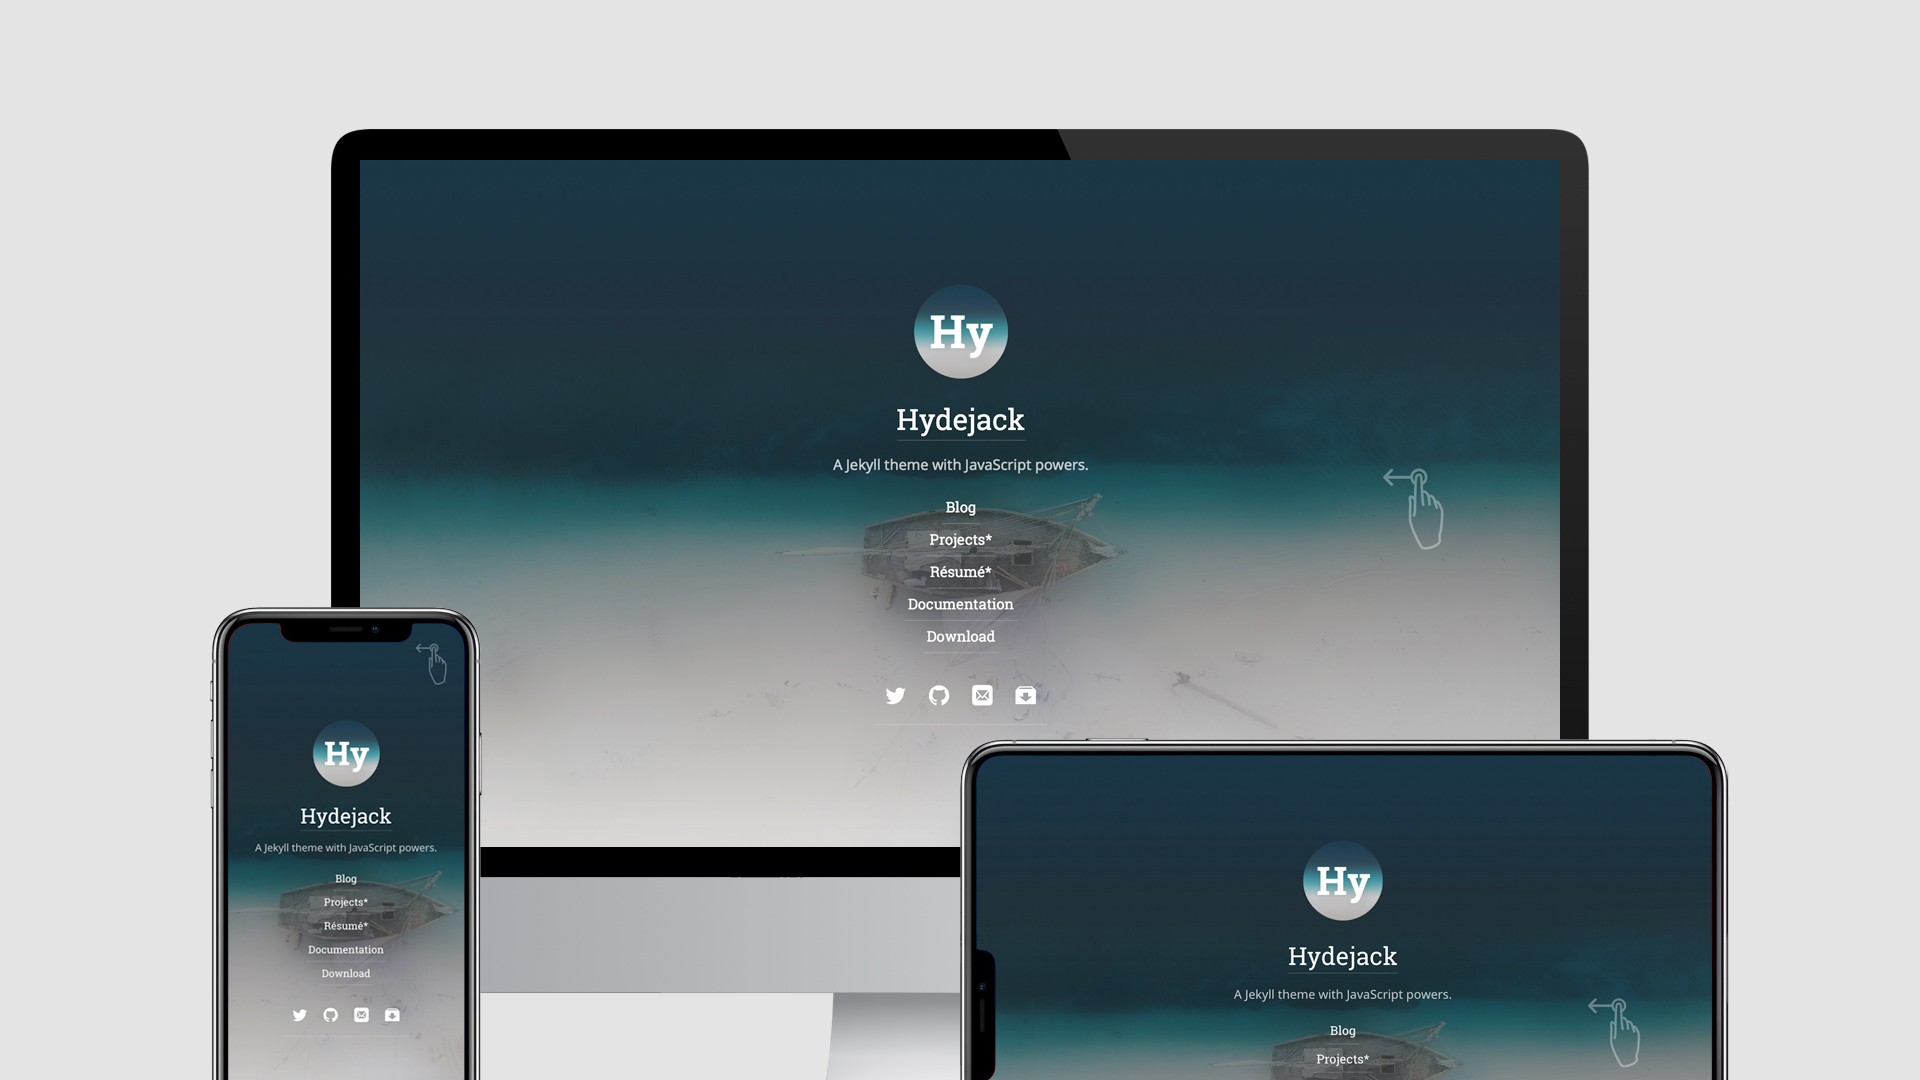 Hy
Hydejack
A Jekyll theme with JavaScript powers.
Blog
Projects*
Résumé*
Documentation
Download
Hy
Hydejack
A Jekyll theme with JavaScript powers.
Blog
Projects*
Résumé*
Documentation
Download
Hy
Hydejack
A Jekyll theme with JavaScript powers.
Blog
Projects*